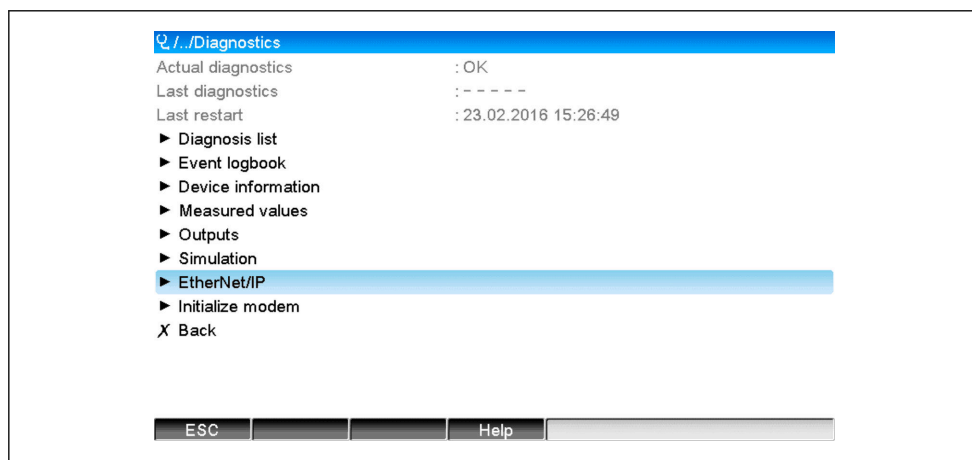 /../Diagnostics
Actual diagnostics : OK
Last diagnostics : - - - - -
Last restart : 23.02.2016 15:26:49
► Diagnosis list
► Event logbook
► Device information
► Measured values
► Outputs
► Simulation
► EtherNet/IP
► Initialize modem
X Back
ESC Help